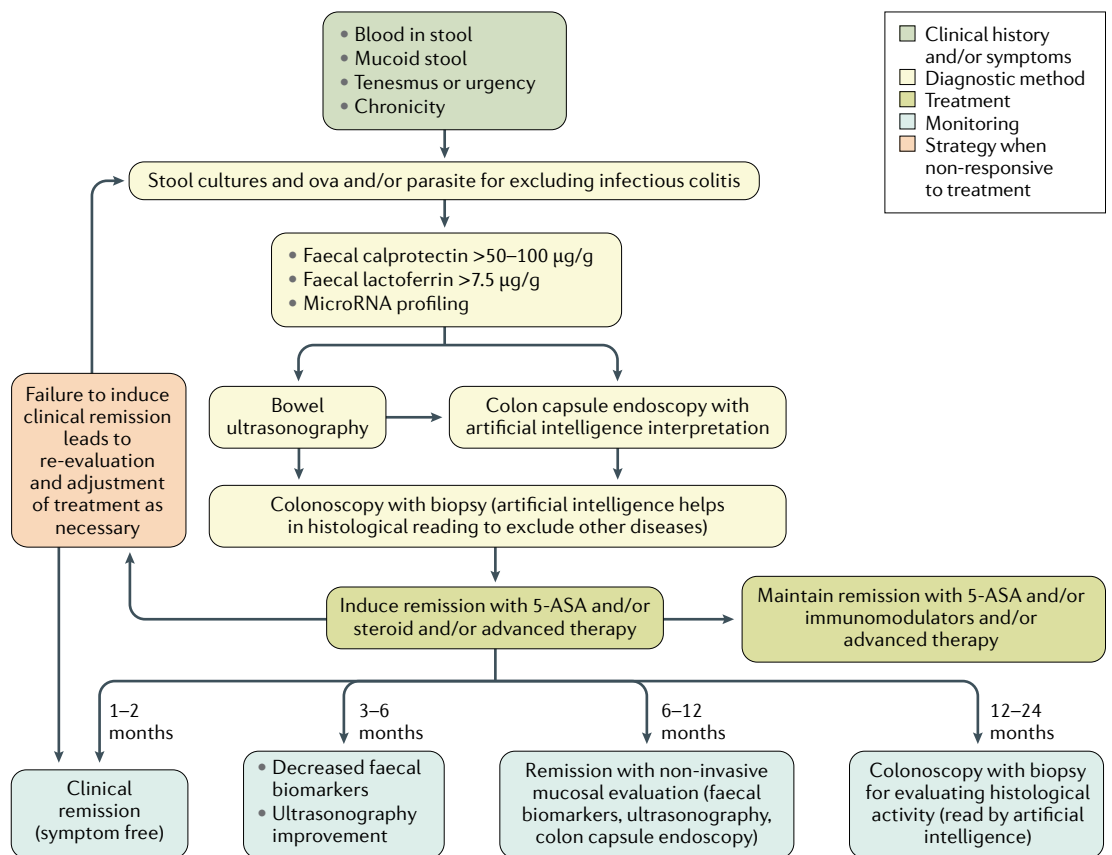 • Blood in stool
• Mucoid stool
• Tenesmus or urgency
• Chronicity
Clinical history
and/or symptoms
Diagnostic method
Treatment
Monitoring
Strategy when
non-responsive
to treatment
Stool cultures and ova and/or parasite for excluding infectious colitis
• Faecal calprotectin >50–100 μg/g
• Faecal lactoferrin >7.5 μg/g
• MicroRNA profiling
Failure to induce
clinical remission
leads to
re-evaluation
and adjustment
of treatment as
necessary
Bowel
ultrasonography
Colon capsule endoscopy with
artificial intelligence interpretation
Colonoscopy with biopsy (artificial intelligence helps
in histological reading to exclude other diseases)
Induce remission with 5-ASA and/or
steroid and/or advanced therapy
Maintain remission with 5-ASA and/or
immunomodulators and/or
advanced therapy
1–2
months
3–6
months
6–12
months
12–24
months
Clinical
remission
(symptom free)
• Decreased faecal
biomarkers
• Ultrasonography
improvement
Remission with non-invasive
mucosal evaluation (faecal
biomarkers, ultrasonography,
colon capsule endoscopy)
Colonoscopy with biopsy
for evaluating histological
activity (read by artificial
intelligence)